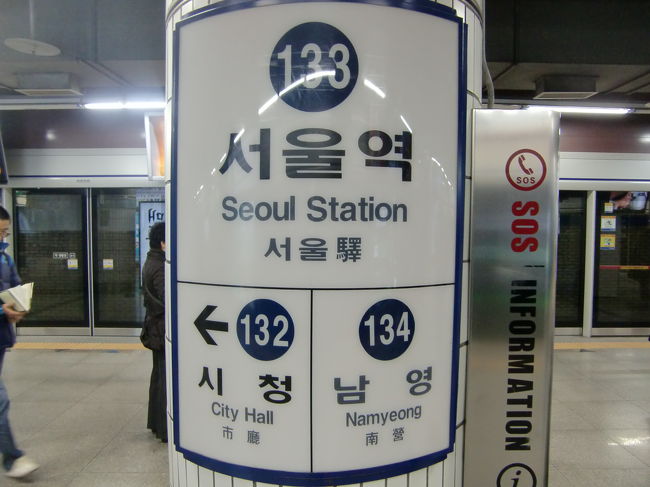 133
서울역
Seoul Station
서울驛
← 132
시청
City Hall
市廳
134
남영
Namyeong
南營
SOS
SOS
INFORMATION
i